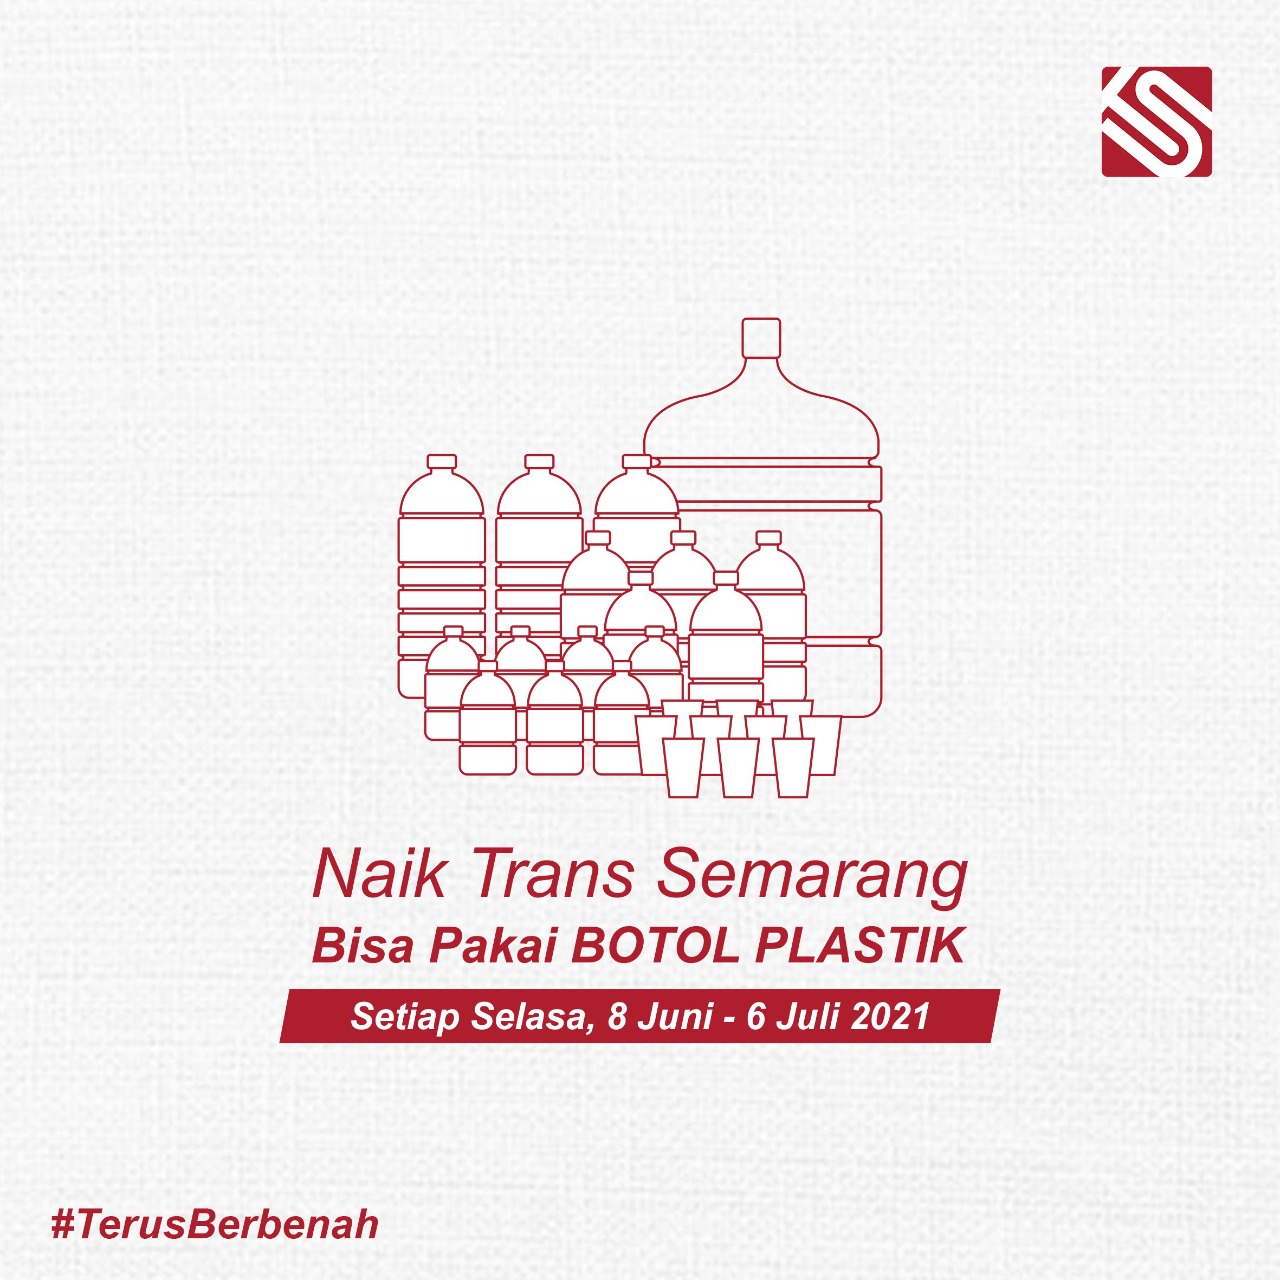 Naik Trans Semarang
Bisa Pakai BOTOL PLASTIK
Setiap Selasa, 8 Juni - 6 Juli 2021
#TerusBerbenah